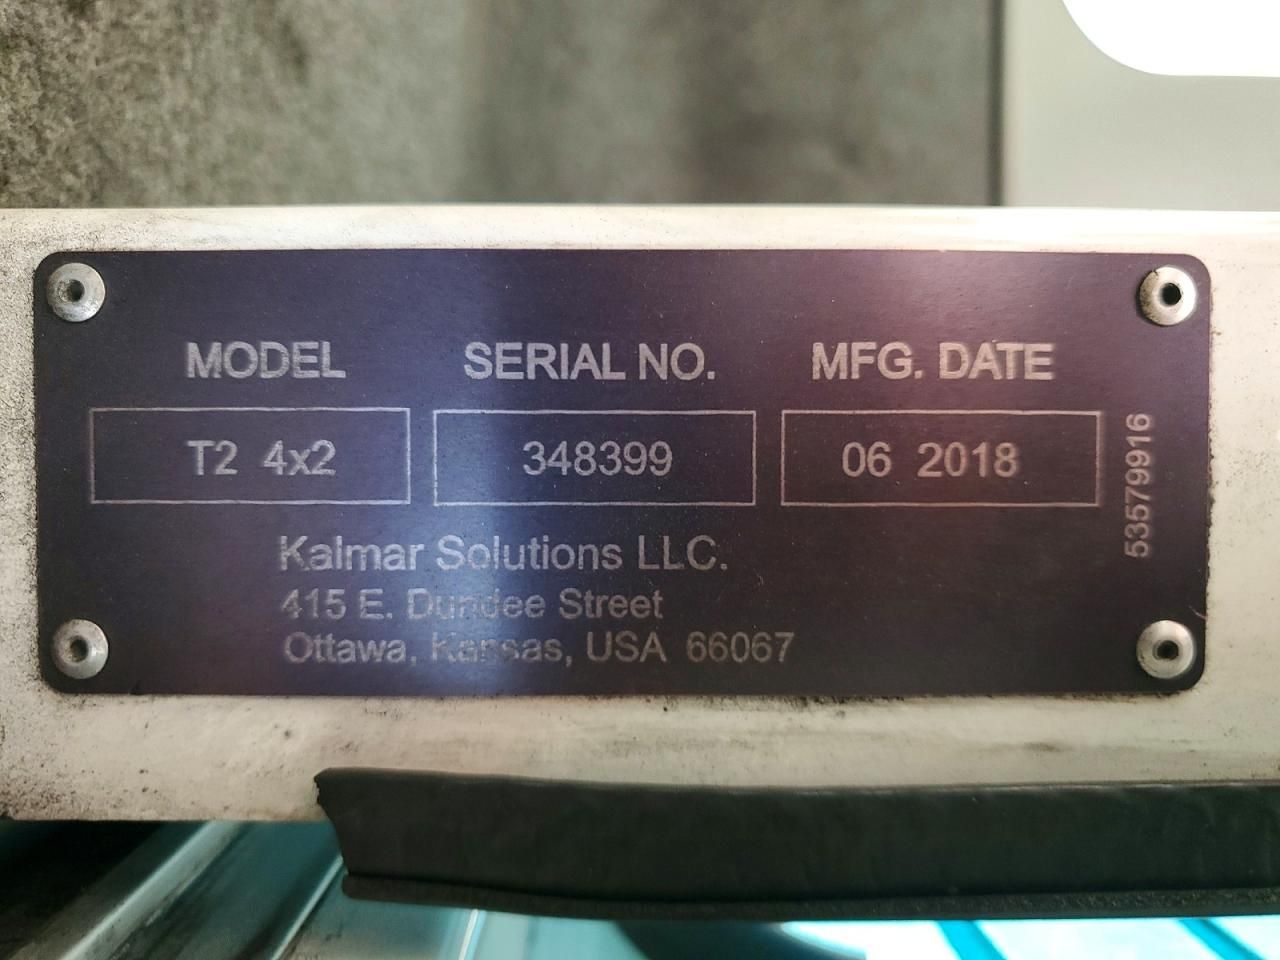 MODEL SERIAL NO. MFG. DATE
T2 4x2 348399 06 2018
Kalmar Solutions LLC.
415 E. Dundee Street
Ottawa, Kansas, USA 66067
53579916